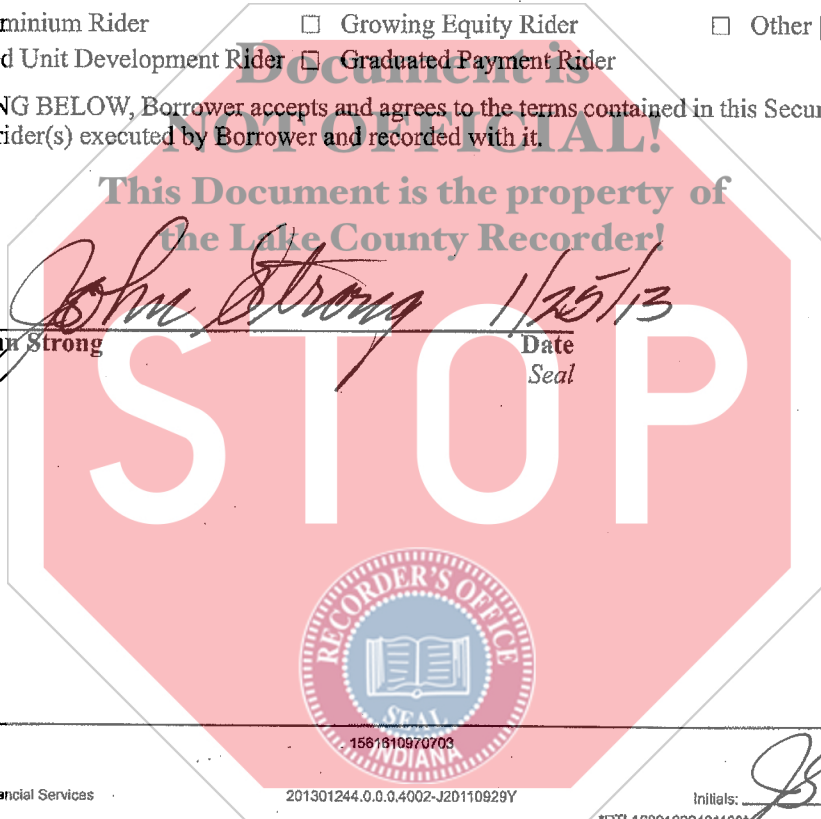 minium Rider ☐ Growing Equity Rider ☐ Other
d Unit Development Rider ☐ Graduated Payment Rider
Document is
NG BELOW, Borrower accepts and agrees to the terms contained in this Secur
ider(s) executed by Borrower and recorded with it.
NOT OFFICIAL!
This Document is the property of
the Lake County Recorder!
John Strong 1/25/13
n Strong Date
Seal
STOP
RECORDER'S OFFICE
SEAL
INDIANA
1561610970703
ancial Services 201301244.0.0.0.4002-J20110929Y Initials: JS